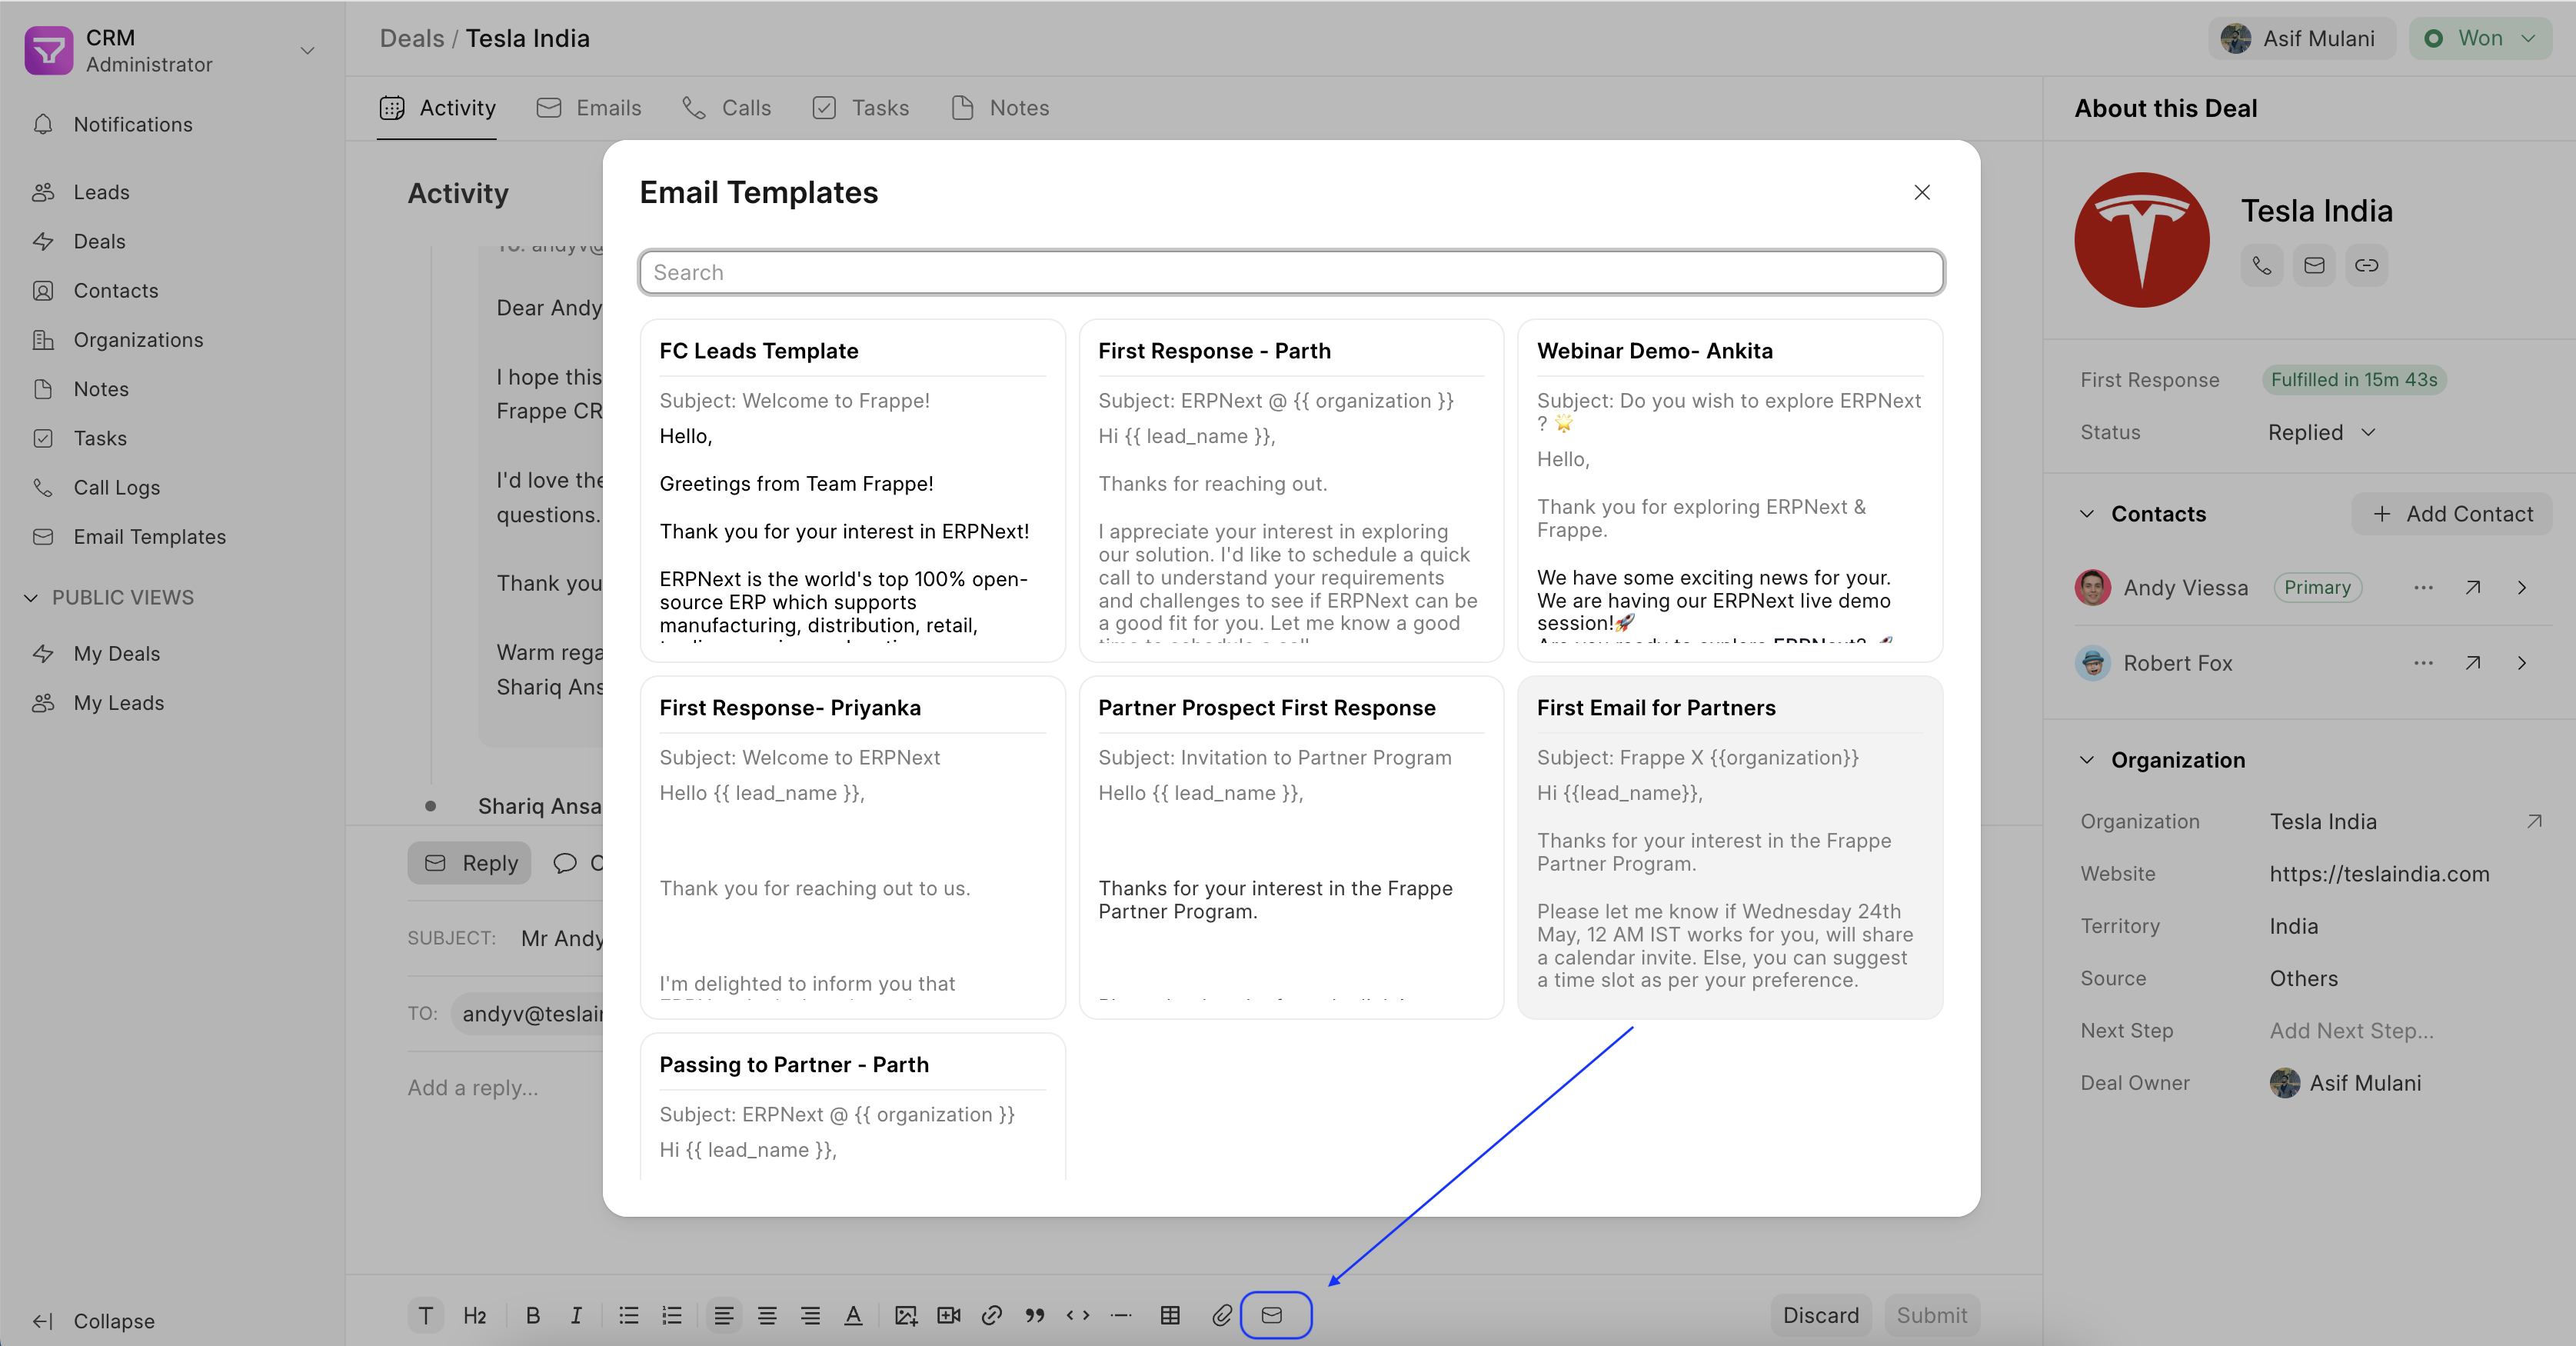 CRM
Administrator
Notifications
Leads
Deals
Contacts
Organizations
Notes
Tasks
Call Logs
Email Templates
PUBLIC VIEWS
My Deals
My Leads
Collapse
Deals / Tesla India
Asif Mulani
Won
Activity
Emails
Calls
Tasks
Notes
Activity
Dear Andy
I hope this
Frappe CR
I'd love the
questions.
Thank you
Warm rega
Shariq Ans
Shariq Ansa
Reply
C
SUBJECT: Mr Andy
TO: andyv@teslair
Add a reply...
Email Templates
Search
FC Leads Template
Subject: Welcome to Frappe!
Hello,
Greetings from Team Frappe!
Thank you for your interest in ERPNext!
ERPNext is the world's top 100% open-
source ERP which supports
manufacturing, distribution, retail,
First Response - Parth
Subject: ERPNext @ {{ organization }}
Hi {{ lead_name }},
Thanks for reaching out.
I appreciate your interest in exploring
our solution. I'd like to schedule a quick
call to understand your requirements
and challenges to see if ERPNext can be
a good fit for you. Let me know a good
time to schedule a call
Webinar Demo- Ankita
Subject: Do you wish to explore ERPNext
? 🌟
Hello,
Thank you for exploring ERPNext &
Frappe.
We have some exciting news for your.
We are having our ERPNext live demo
session!🚀
Are you ready to explore ERPNext? 🚀
First Response- Priyanka
Subject: Welcome to ERPNext
Hello {{ lead_name }},
Thank you for reaching out to us.
I'm delighted to inform you that
Partner Prospect First Response
Subject: Invitation to Partner Program
Hello {{ lead_name }},
Thanks for your interest in the Frappe
Partner Program.
First Email for Partners
Subject: Frappe X {{organization}}
Hi {{lead_name}},
Thanks for your interest in the Frappe
Partner Program.
Please let me know if Wednesday 24th
May, 12 AM IST works for you, will share
a calendar invite. Else, you can suggest
a time slot as per your preference.
Passing to Partner - Parth
Subject: ERPNext @ {{ organization }}
Hi {{ lead_name }},
T H2 B I A
Discard
Submit
About this Deal
Tesla India
First Response Fulfilled in 15m 43s
Status Replied
Contacts
Add Contact
Andy Viessa Primary
Robert Fox
Organization
Organization Tesla India
Website https://teslaindia.com
Territory India
Source Others
Next Step Add Next Step...
Deal Owner Asif Mulani